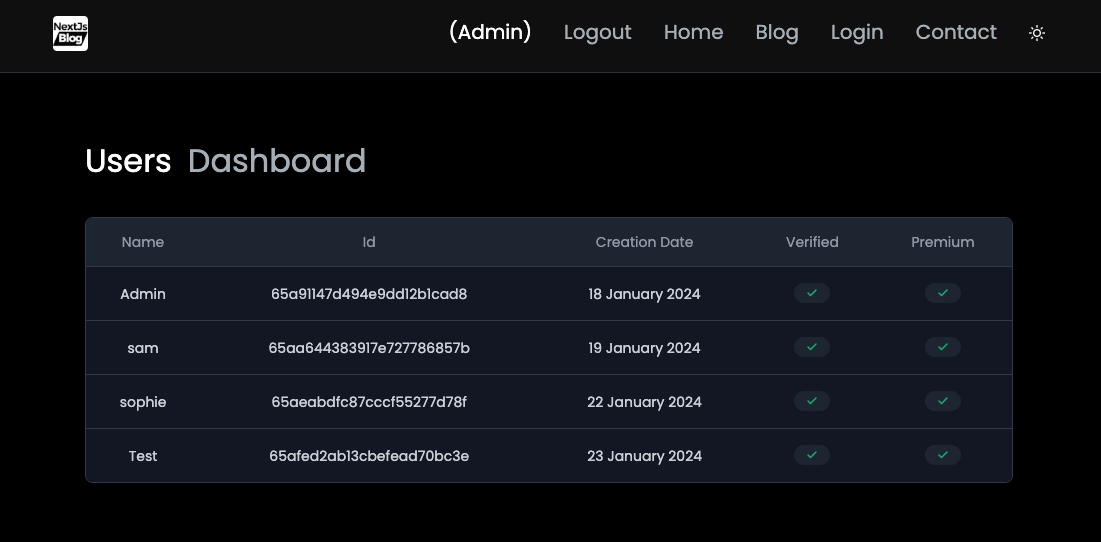 NextJs
Blog
(Admin) Logout Home Blog Login Contact
Users Dashboard
Name Id Creation Date Verified Premium
Admin 65a91147d494e9dd12b1cad8 18 January 2024
sam 65aa644383917e727786857b 19 January 2024
sophie 65aeabdfc87cccf55277d78f 22 January 2024
Test 65afed2ab13cbefead70bc3e 23 January 2024